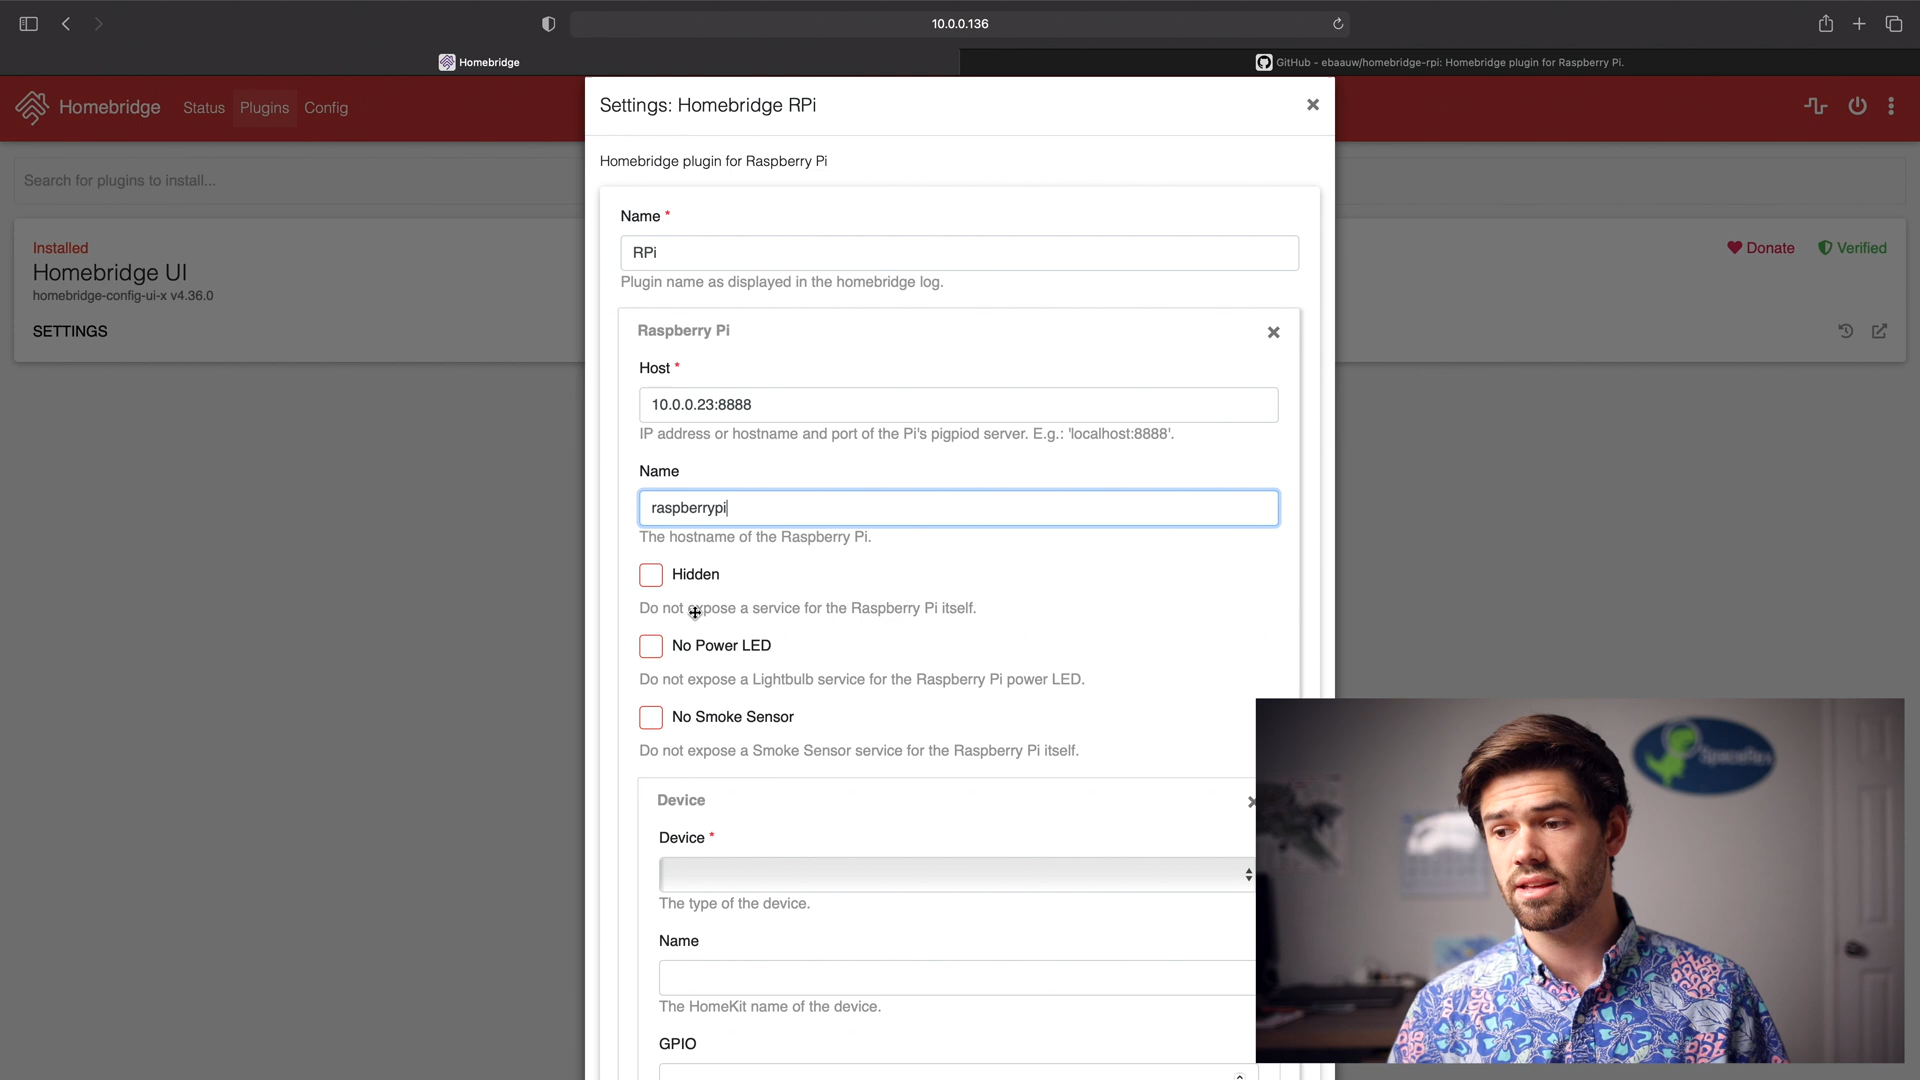 10.0.0.136
Homebridge
GitHub - ebaauw/homebridge-rpi: Homebridge plugin for Raspberry Pi.
Homebridge
Status
Plugins
Config
Settings: Homebridge RPi
Homebridge plugin for Raspberry Pi
Search for plugins to install...
Name *
RPi
Plugin name as displayed in the homebridge log.
Installed
Homebridge UI
homebridge-config-ui-x v4.36.0
SETTINGS
Donate
Verified
Raspberry Pi
Host *
10.0.0.23:8888
IP address or hostname and port of the Pi's pigpiod server. E.g.: 'localhost:8888'.
Name
raspberrypi
The hostname of the Raspberry Pi.
Hidden
Do not expose a service for the Raspberry Pi itself.
No Power LED
Do not expose a Lightbulb service for the Raspberry Pi power LED.
No Smoke Sensor
Do not expose a Smoke Sensor service for the Raspberry Pi itself.
Device
Device *
The type of the device.
Name
The HomeKit name of the device.
GPIO
SpaceRex